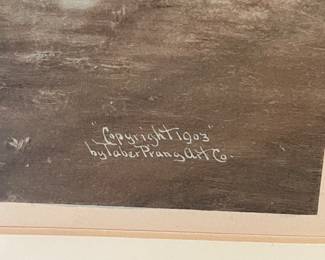 "Copyright 1903"
by Taber Prang Art Co.